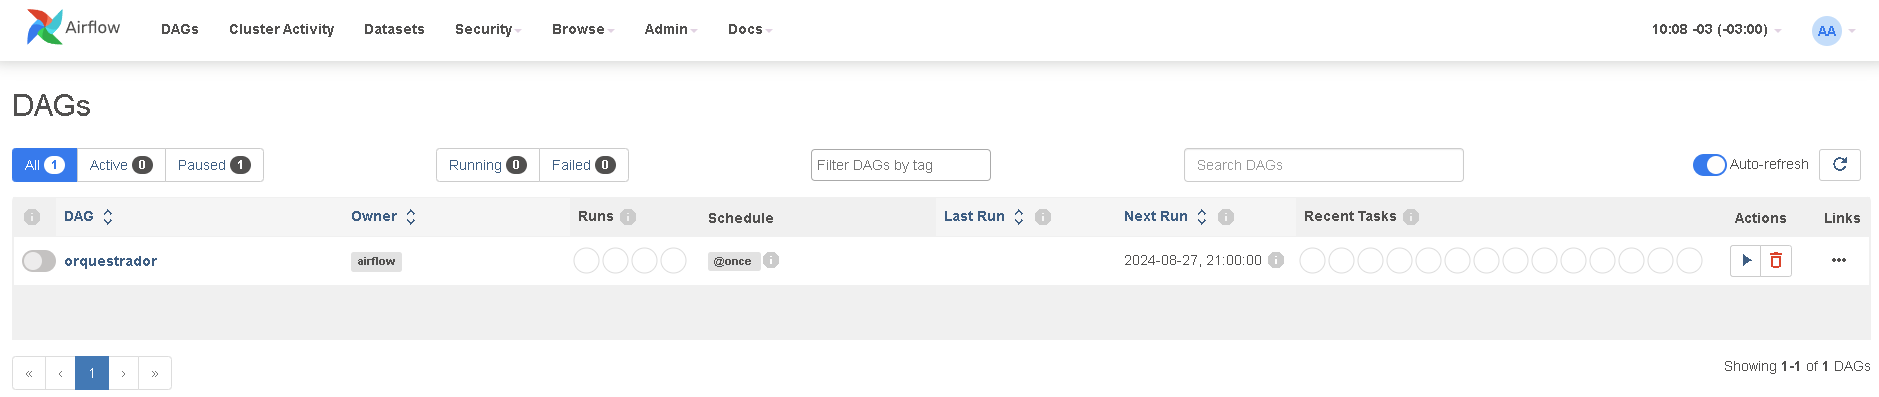 Airflow DAGs Cluster Activity Datasets Security Browse Admin Docs 10:08 -03 (-03:00) AA
DAGs
All 1 Active 0 Paused 1 Running 0 Failed 0 Filter DAGs by tag Search DAGs Auto-refresh
i DAG Owner Runs i Schedule Last Run i Next Run i Recent Tasks i Actions Links
orquestrador airflow @once i 2024-08-27, 21:00:00 i
« ‹ 1 › » Showing 1-1 of 1 DAGs